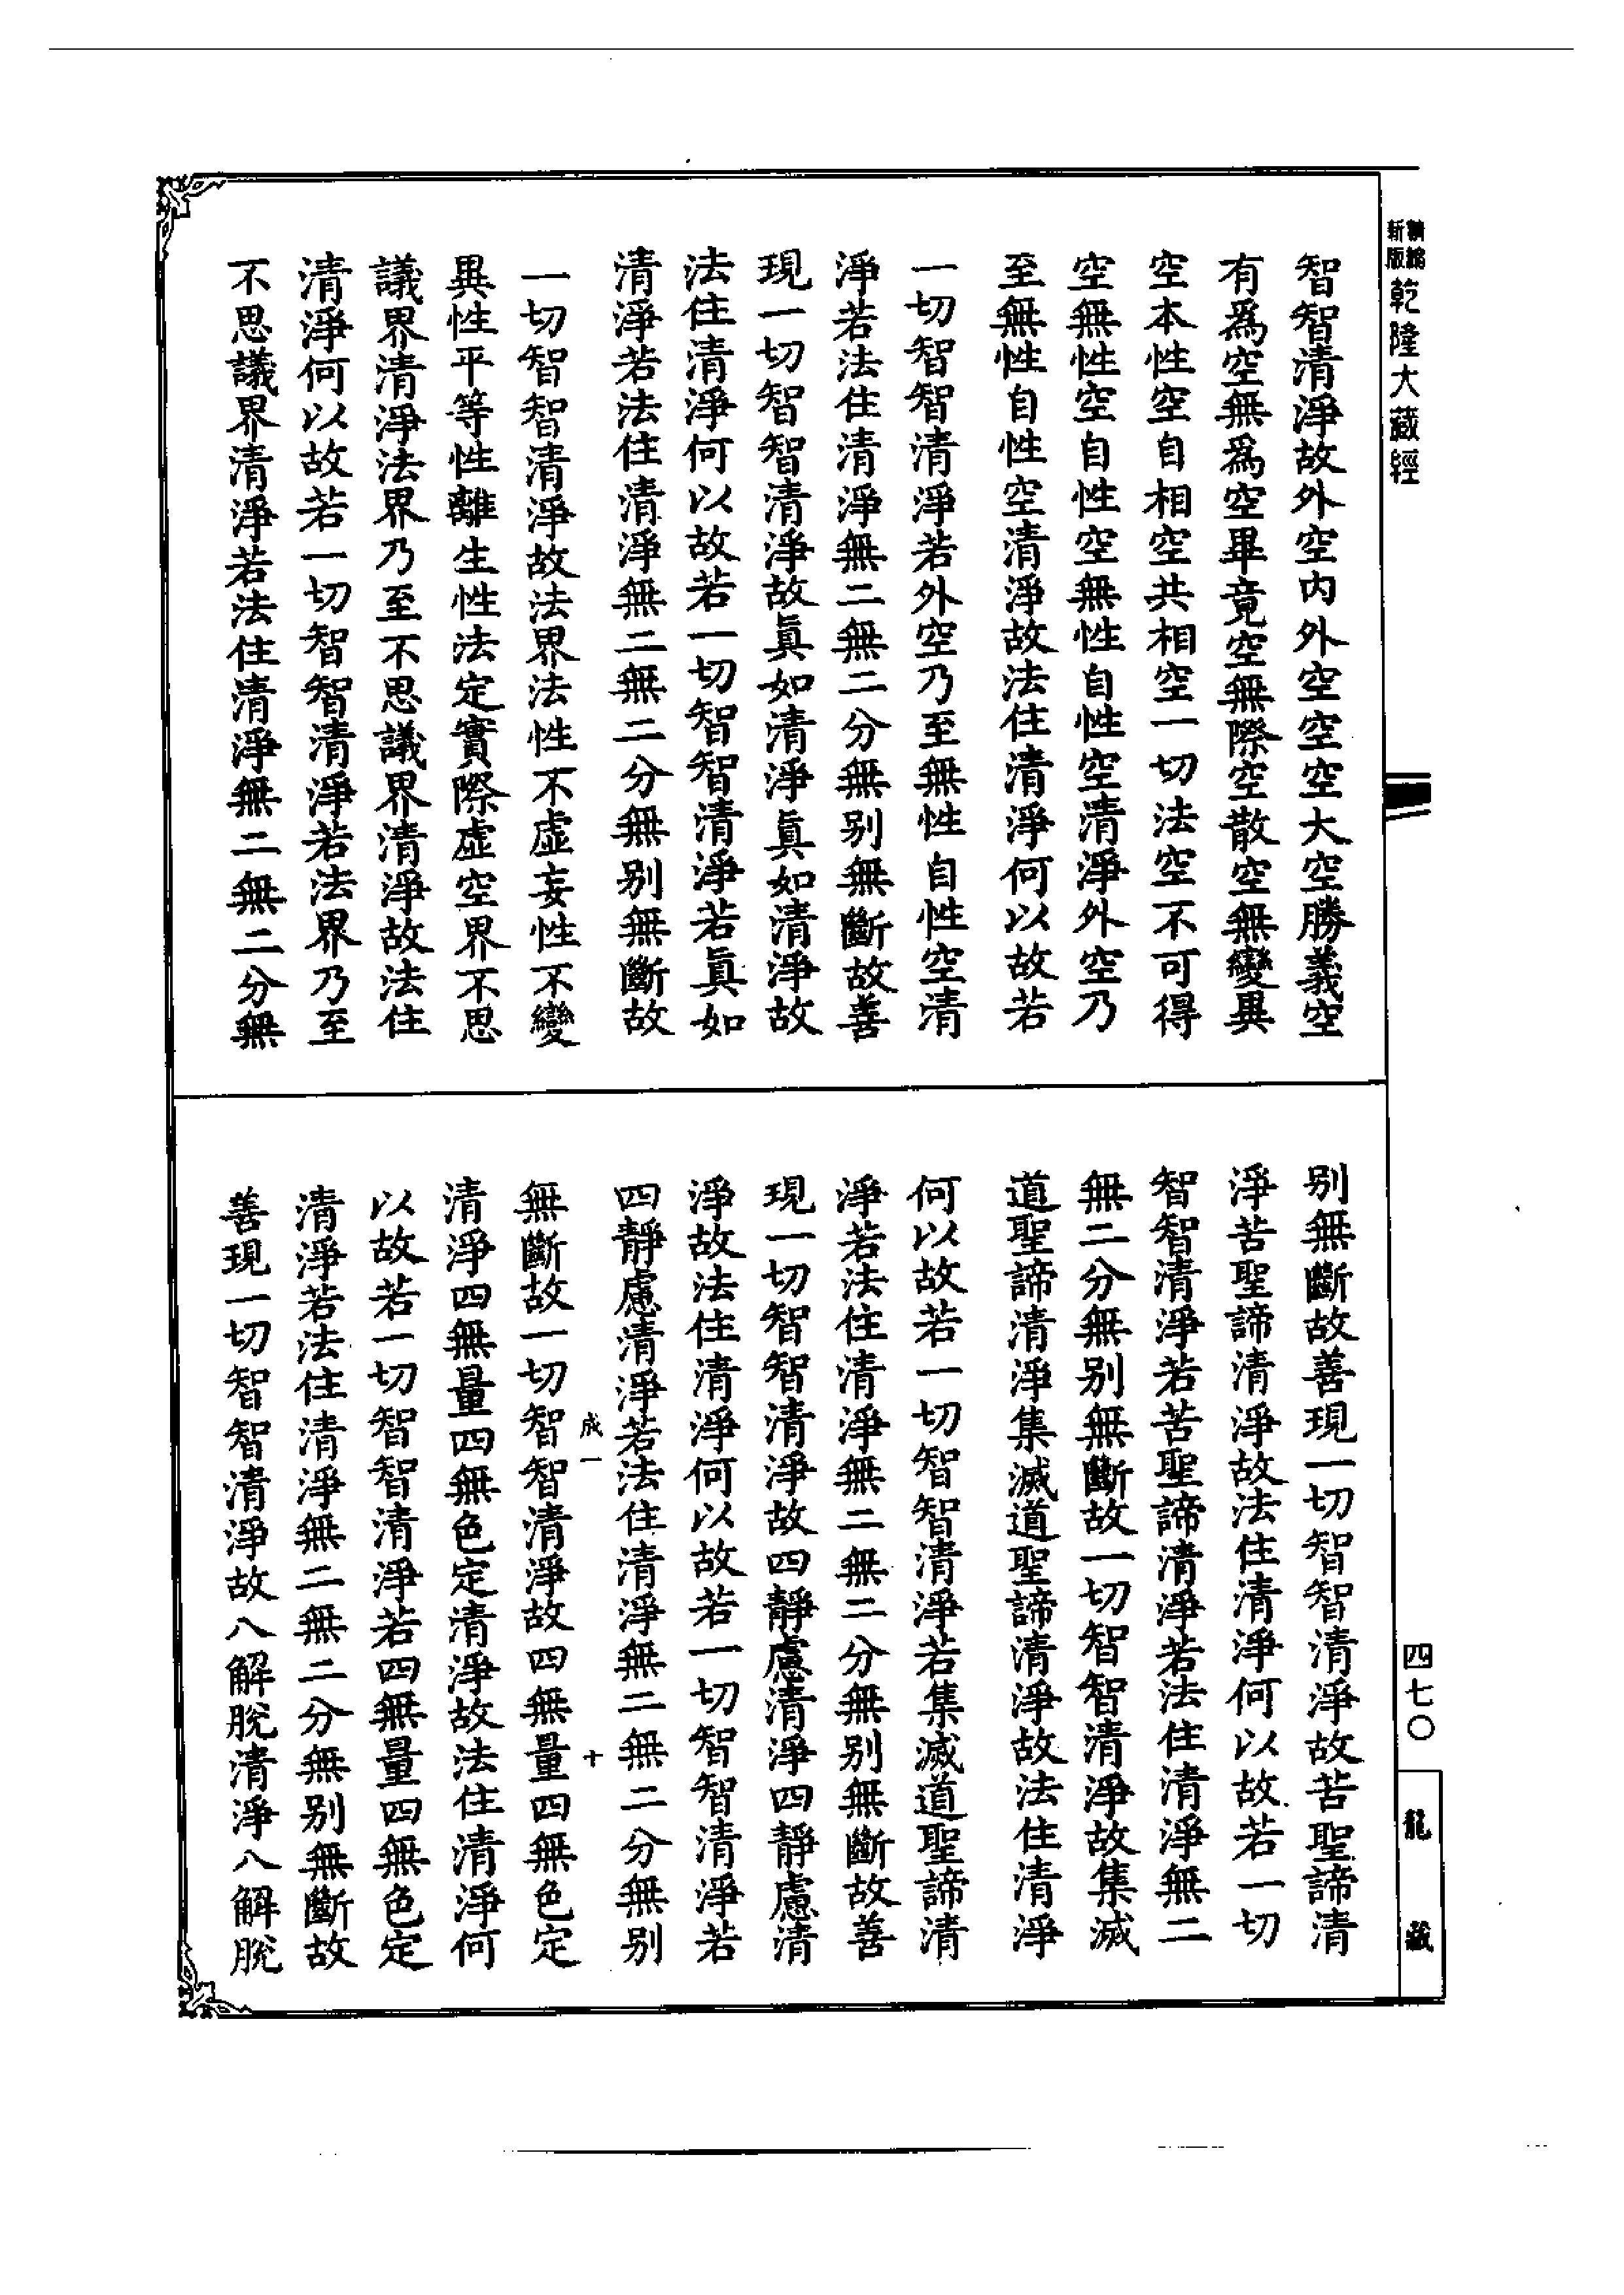 新版精編乾隆大藏經
智智清淨故外空內外空空空大空勝義空
有爲空無爲空畢竟空無際空散空無變異
空本性空自相空共相空一切法空不可得
空無性空自性空無性自性空清淨外空乃
至無性自性空清淨故法住清淨何以故若
一切智智清淨若外空乃至無性自性空清
淨若法住清淨無二無二分無别無斷故善
現一切智智清淨故眞如清淨眞如清淨故
法住清淨何以故若一切智智清淨若眞如
清淨若法住清淨無二無二分無别無斷故
一切智智清淨故法界法性不虛妄性不變
異性平等性離生性法定實際虛空界不思
議界清淨法界乃至不思議界清淨故法住
清淨何以故若一切智智清淨若法界乃至
不思議界清淨若法住清淨無二無二分無
别無斷故善現一切智智清淨故苦聖諦清
淨苦聖諦清淨故法住清淨何以故若一切
智智清淨若苦聖諦清淨若法住清淨無二
無二分無别無斷故一切智智清淨故集滅
道聖諦清淨集滅道聖諦清淨故法住清淨
何以故若一切智智清淨若集滅道聖諦清
淨若法住清淨無二無二分無别無斷故善
現一切智智清淨故四靜慮清淨四靜慮清
淨故法住清淨何以故若一切智智清淨若
四靜慮清淨若法住清淨無二無二分無别
成一 十
無斷故一切智智清淨故四無量四無色定
清淨四無量四無色定清淨故法住清淨何
以故若一切智智清淨若四無量四無色定
清淨若法住清淨無二無二分無别無斷故
善現一切智智清淨故八解脫清淨八解脫
四七〇
龍藏